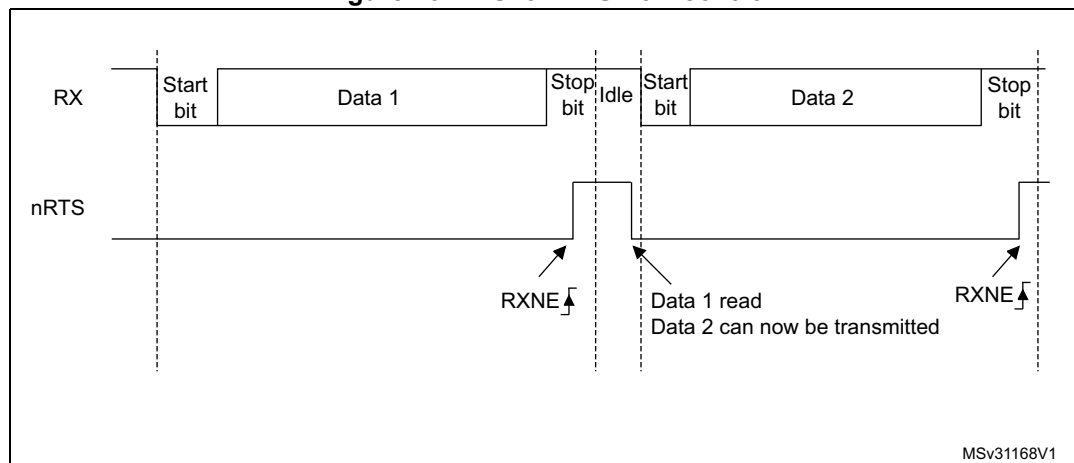 RX
Start
bit
Data 1
Stop
bit
Idle
Start
bit
Data 2
Stop
bit
nRTS
RXNE
Data 1 read
Data 2 can now be transmitted
RXNE
MSv31168V1